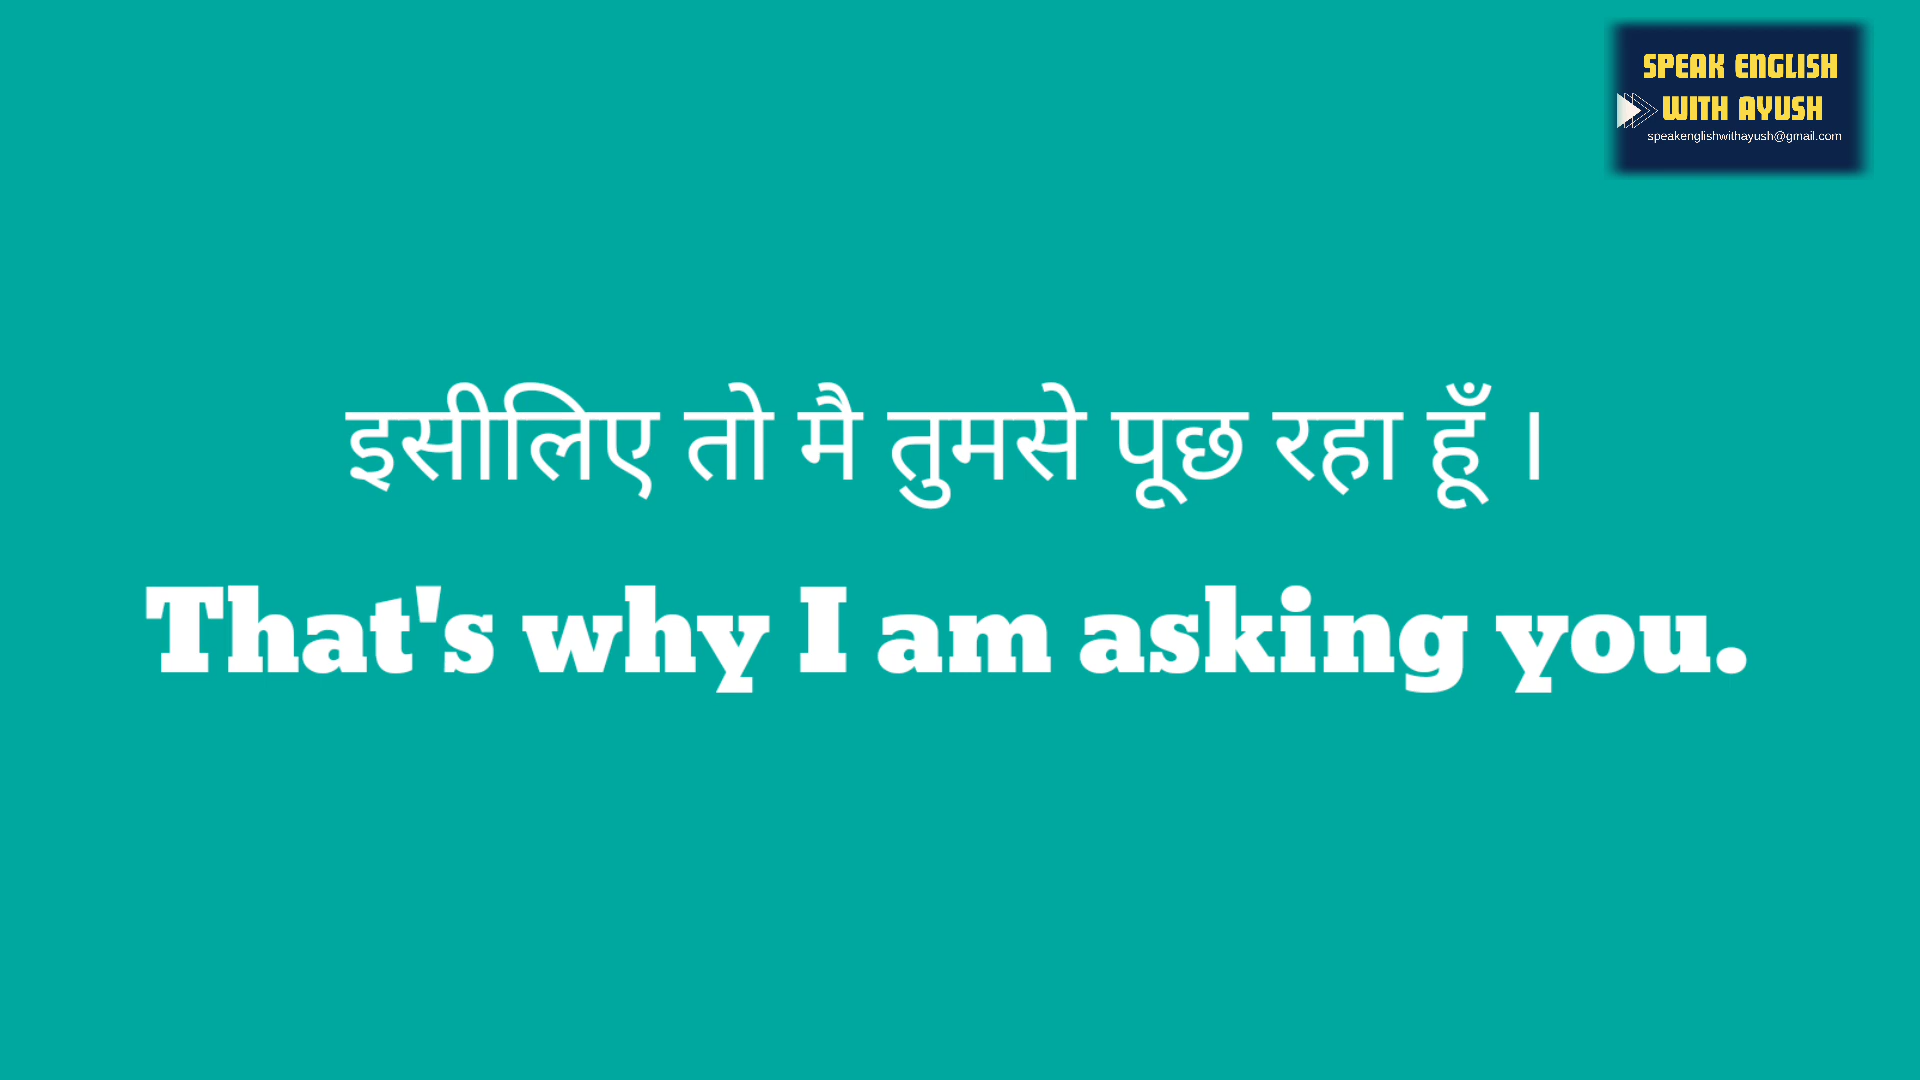 SPEAK ENGLISH
WITH AYUSH
speakenglishwithayush@gmail.com
इसीलिए तो मै तुमसे पूछ रहा हूँ ।
That's why I am asking you.